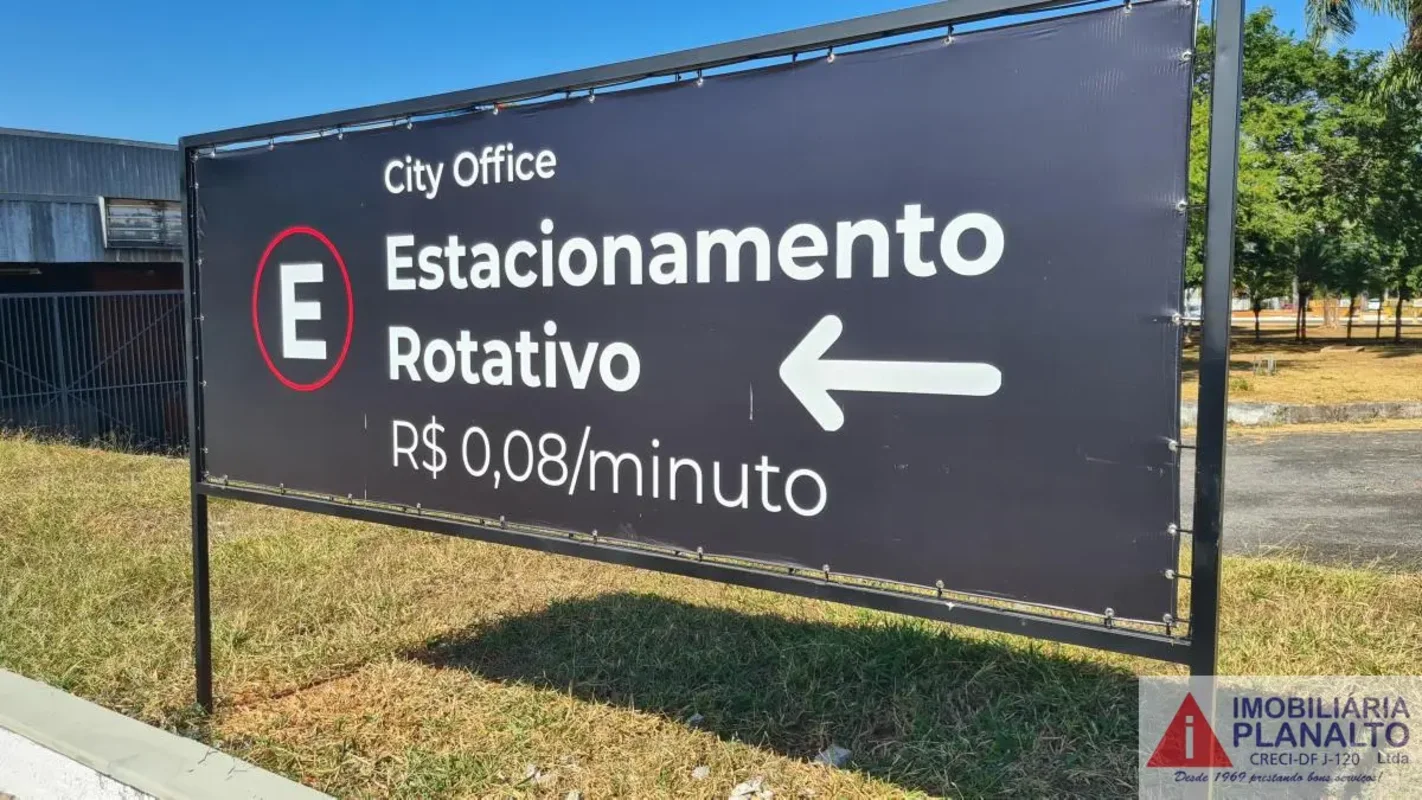 City Office
E
Estacionamento
Rotativo
R$ 0,08/minuto
i
IMOBILIÁRIA
PLANALTO
CRECI-DF J-120 Ltda
Desde 1969 prestando bons serviços!